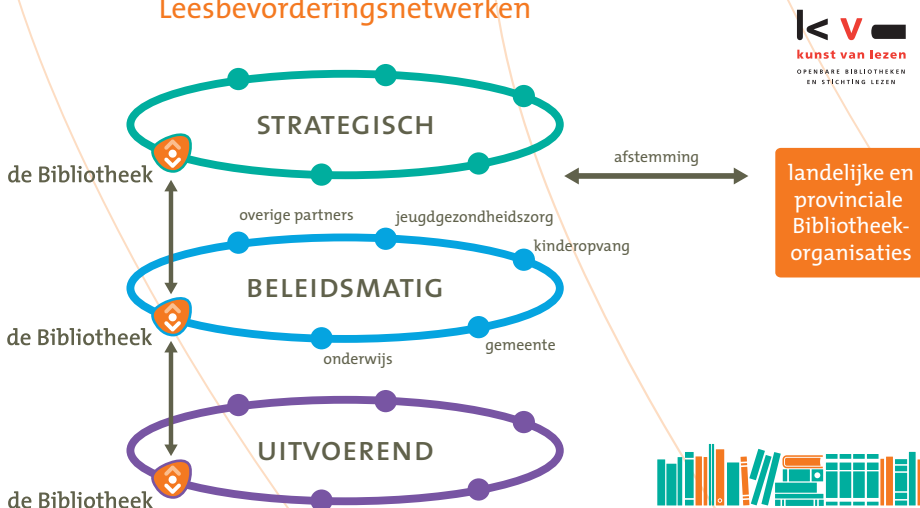 Leesbevorderingsnetwerken
kunst van lezen
OPENBARE BIBLIOTHEKEN
EN STICHTING LEZEN
STRATEGISCH
de Bibliotheek
afstemming
landelijke en
provinciale
Bibliotheek-
organisaties
overige partners
jeugdgezondheidszorg
kinderopvang
BELEIDSMATIG
de Bibliotheek
onderwijs
gemeente
UITVOEREND
de Bibliotheek